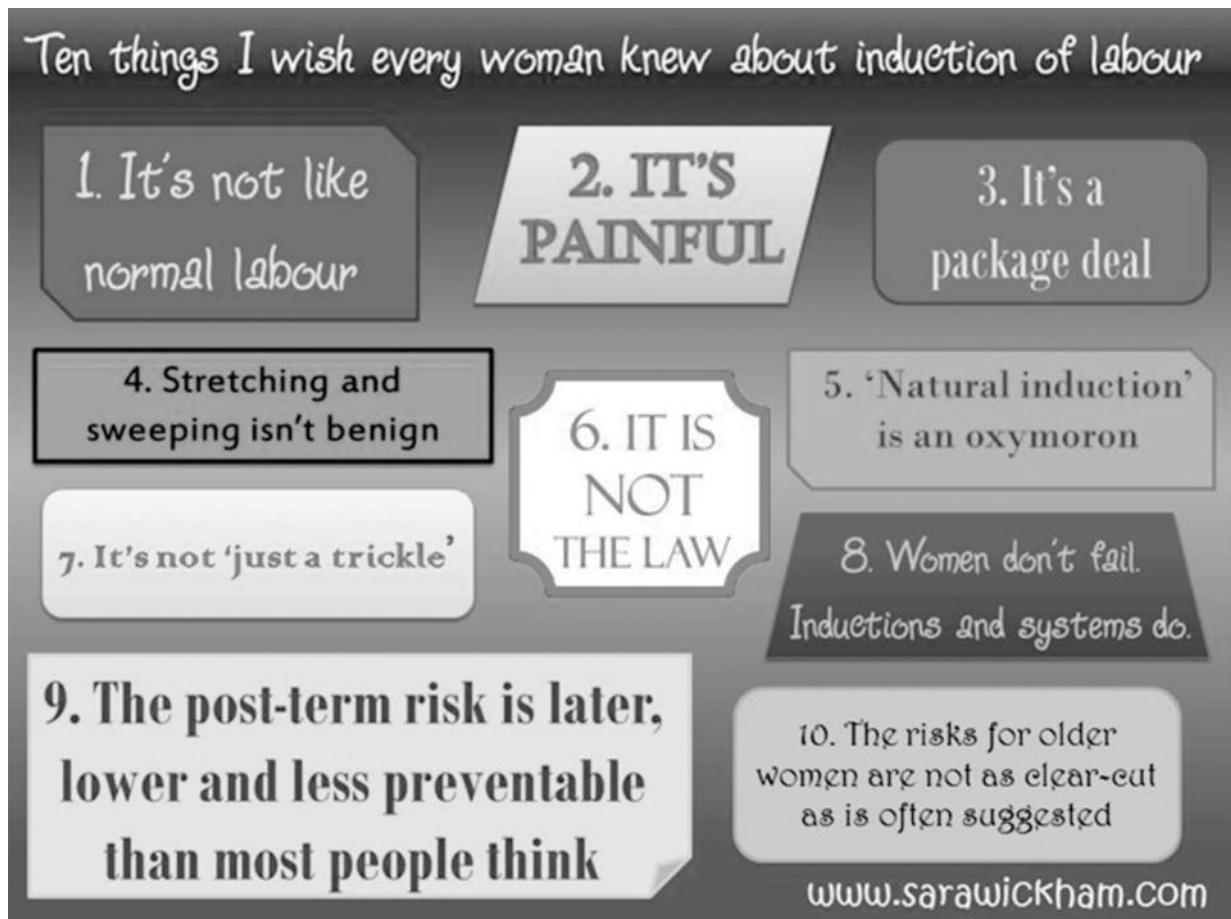 Ten things I wish every woman knew about induction of labour
1. It's not like
normal labour
2. IT'S
PAINFUL
3. It's a
package deal
4. Stretching and
sweeping isn't benign
5. 'Natural induction'
is an oxymoron
6. IT IS
NOT
THE LAW
7. It's not 'just a trickle'
8. Women don't fail.
Inductions and systems do.
9. The post-term risk is later,
lower and less preventable
than most people think
10. The risks for older
women are not as clear-cut
as is often suggested
www.sarawickham.com